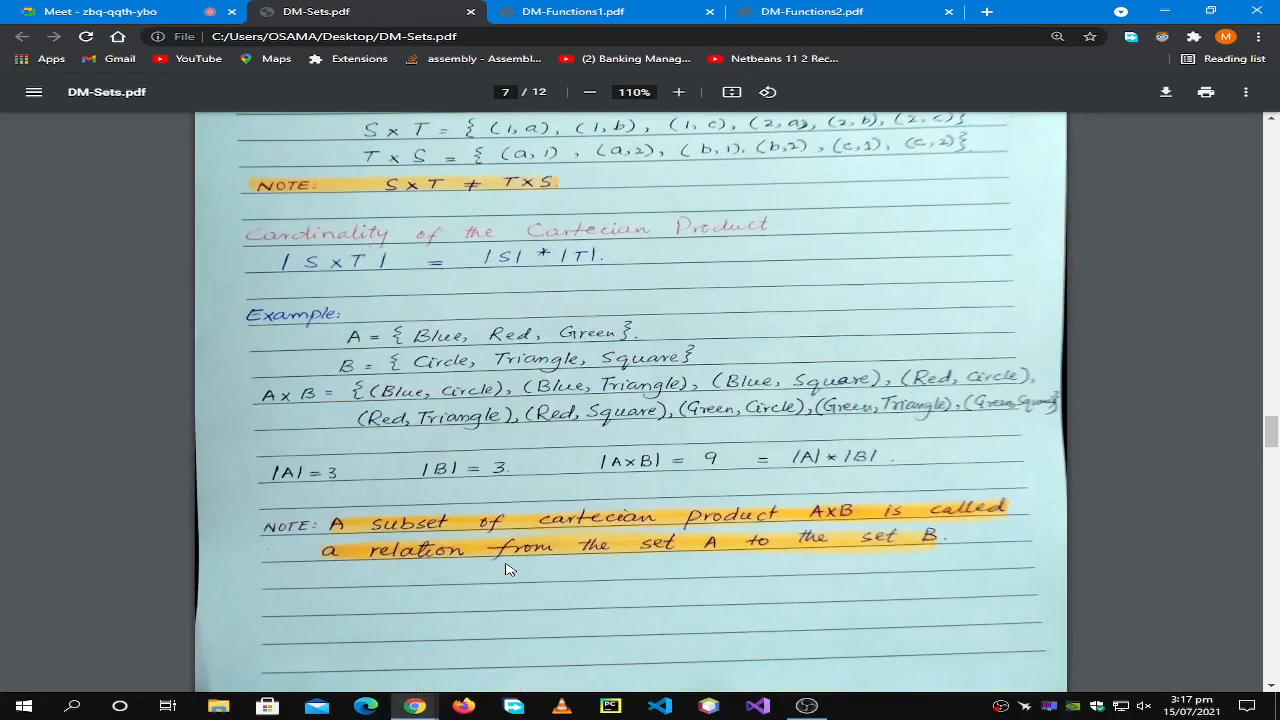 Meet - zbq-qqth-ybo
DM-Sets.pdf
DM-Functions1.pdf
DM-Functions2.pdf
File
C:/Users/OSAMA/Desktop/DM-Sets.pdf
M
Apps
Gmail
YouTube
Maps
Extensions
assembly - Assembl...
(2) Banking Manag...
Netbeans 11 2 Rec...
Reading list
DM-Sets.pdf
7 / 12
110%
S x T = { (1,a), (1,b), (1,c), (2,a), (2,b), (2,c)}
T x S = { (a,1), (a,2), (b,1). (b,2), (c,1), (c,2)}.
NOTE: S x T ≠ T x S
Cardinality of the Cartecian Product.
| S x T | = |S| * |T|.
Example:
A = { Blue, Red, Green}.
B = { Circle, Triangle, Square}
A x B = {(Blue, Circle), (Blue, Triangle), (Blue, Square), (Red, Circle),
(Red, Triangle), (Red, Square), (Green, Circle), (Green, Triangle), (Green, Square)}
|A| = 3 |B| = 3. |AxB| = 9 = |A| * |B|.
NOTE: A subset of cartecian product AxB is called
a relation from the set A to the set B.
3:17 pm
15/07/2021